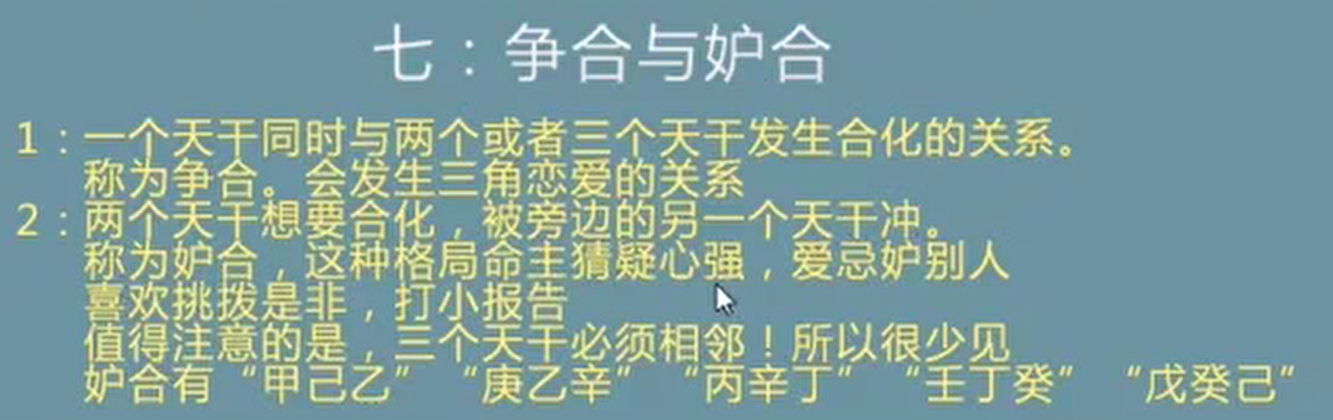 七：争合与妒合
1：一个天干同时与两个或者三个天干发生合化的关系。
称为争合。会发生三角恋爱的关系
2：两个天干想要合化，被旁边的另一个天干冲。
称为妒合，这种格局命主猜疑心强，爱忌妒别人
喜欢挑拨是非，打小报告
值得注意的是，三个天干必须相邻！所以很少见
妒合有“甲己乙” “庚乙辛” “丙辛丁” “壬丁癸” “戊癸己”